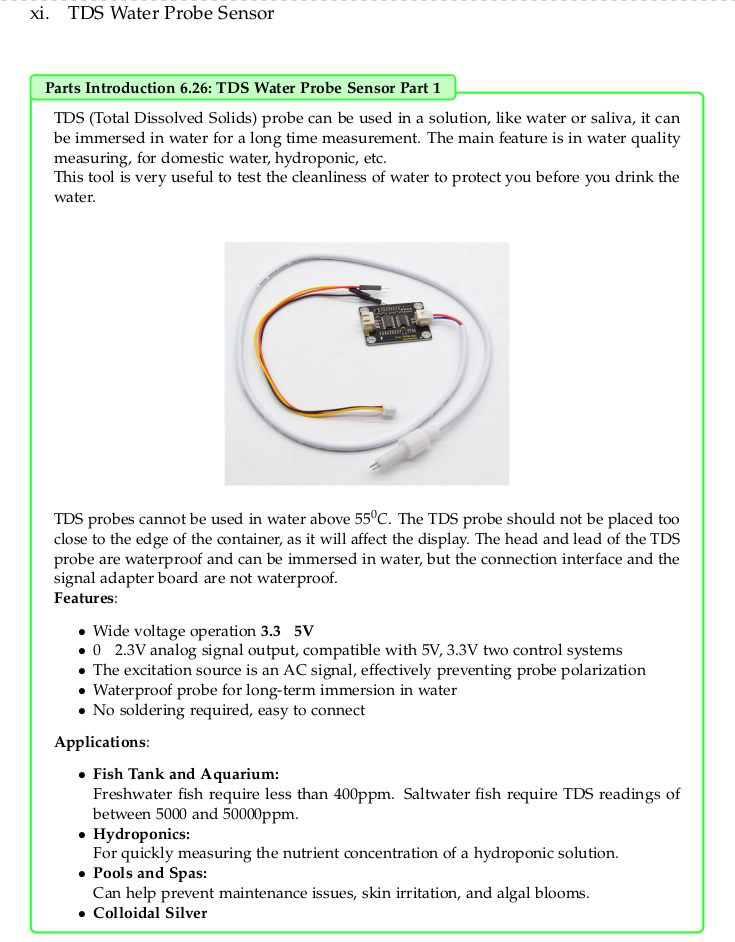 xi. TDS Water Probe Sensor
Parts Introduction 6.26: TDS Water Probe Sensor Part 1
TDS (Total Dissolved Solids) probe can be used in a solution, like water or saliva, it can
be immersed in water for a long time measurement. The main feature is in water quality
measuring, for domestic water, hydroponic, etc.
This tool is very useful to test the cleanliness of water to protect you before you drink the
water.
TDS probes cannot be used in water above 55⁰C. The TDS probe should not be placed too
close to the edge of the container, as it will affect the display. The head and lead of the TDS
probe are waterproof and can be immersed in water, but the connection interface and the
signal adapter board are not waterproof.
Features:
• Wide voltage operation 3.3 5V
• 0 2.3V analog signal output, compatible with 5V, 3.3V two control systems
• The excitation source is an AC signal, effectively preventing probe polarization
• Waterproof probe for long-term immersion in water
• No soldering required, easy to connect
Applications:
• Fish Tank and Aquarium:
Freshwater fish require less than 400ppm. Saltwater fish require TDS readings of
between 5000 and 50000ppm.
• Hydroponics:
For quickly measuring the nutrient concentration of a hydroponic solution.
• Pools and Spas:
Can help prevent maintenance issues, skin irritation, and algal blooms.
• Colloidal Silver